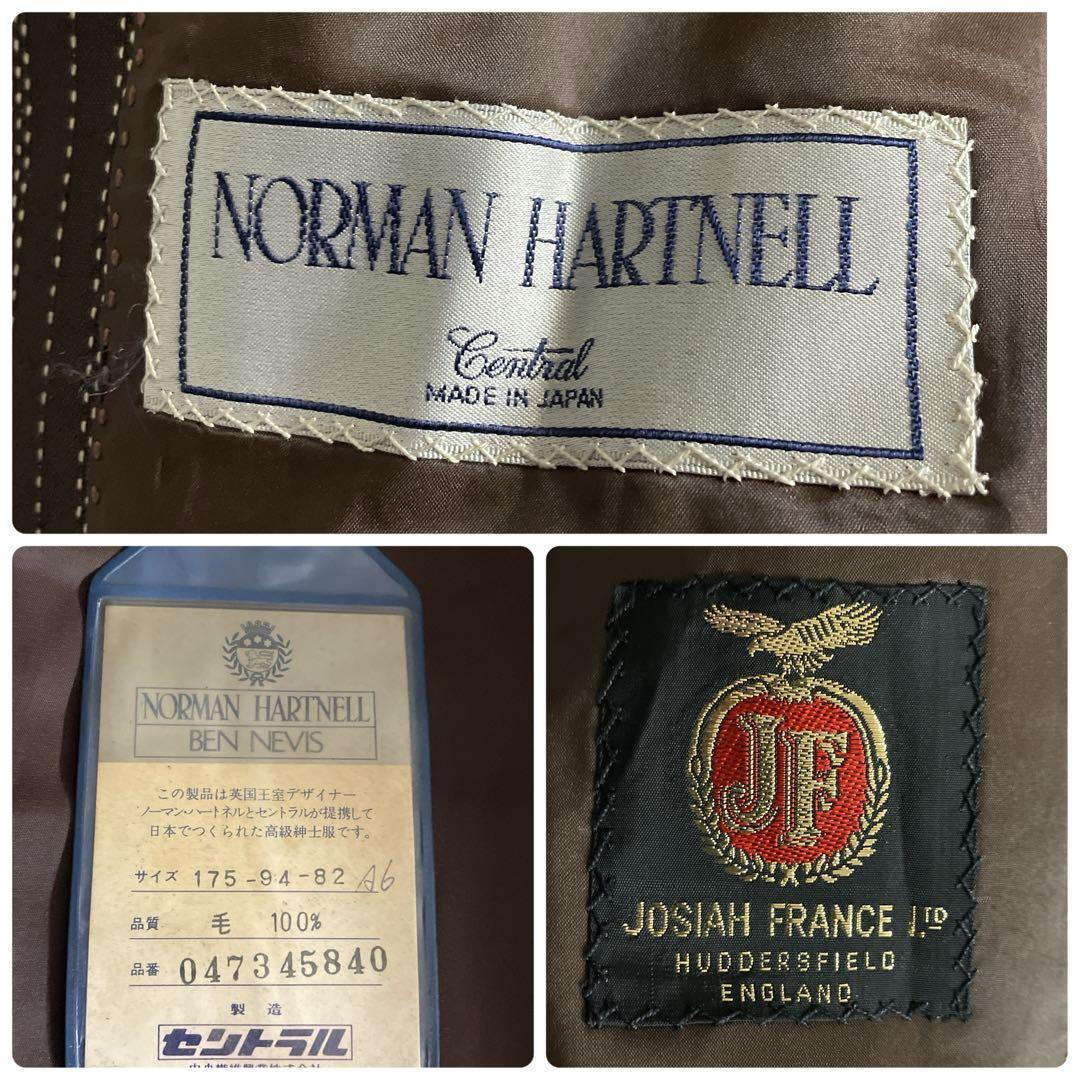 NORMAN HARTNELL
Central
MADE IN JAPAN
NORMAN HARTNELL
BEN NEVIS
この製品は英国王室デザイナー
ノーマン・ハートネルとセントラルが提携して
日本でつくられた高級紳士服です。
サイズ 175-94-82 A6
品質 毛 100%
品番 047345840
製造
セントラル
JF
JOSIAH FRANCE LTD
HUDDERSFIELD
ENGLAND